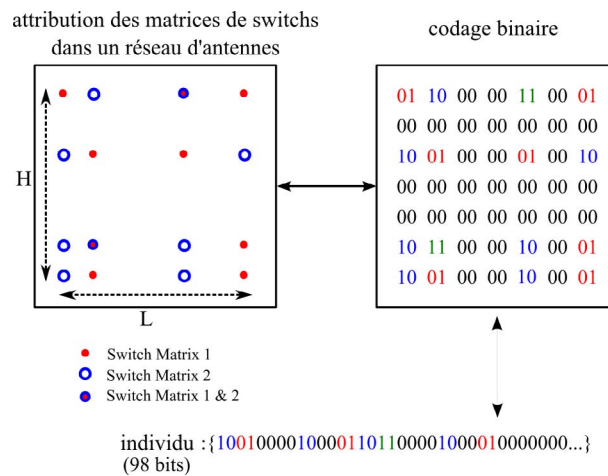 attribution des matrices de switchs
dans un réseau d'antennes
codage binaire
H
L
01 10 00 00 11 00 01
00 00 00 00 00 00 00
10 01 00 00 01 00 10
00 00 00 00 00 00 00
00 00 00 00 00 00 00
10 11 00 00 10 00 01
10 01 00 00 10 00 01
Switch Matrix 1
Switch Matrix 2
Switch Matrix 1 & 2
individu :{10010000100001101100001000010000000...}
(98 bits)